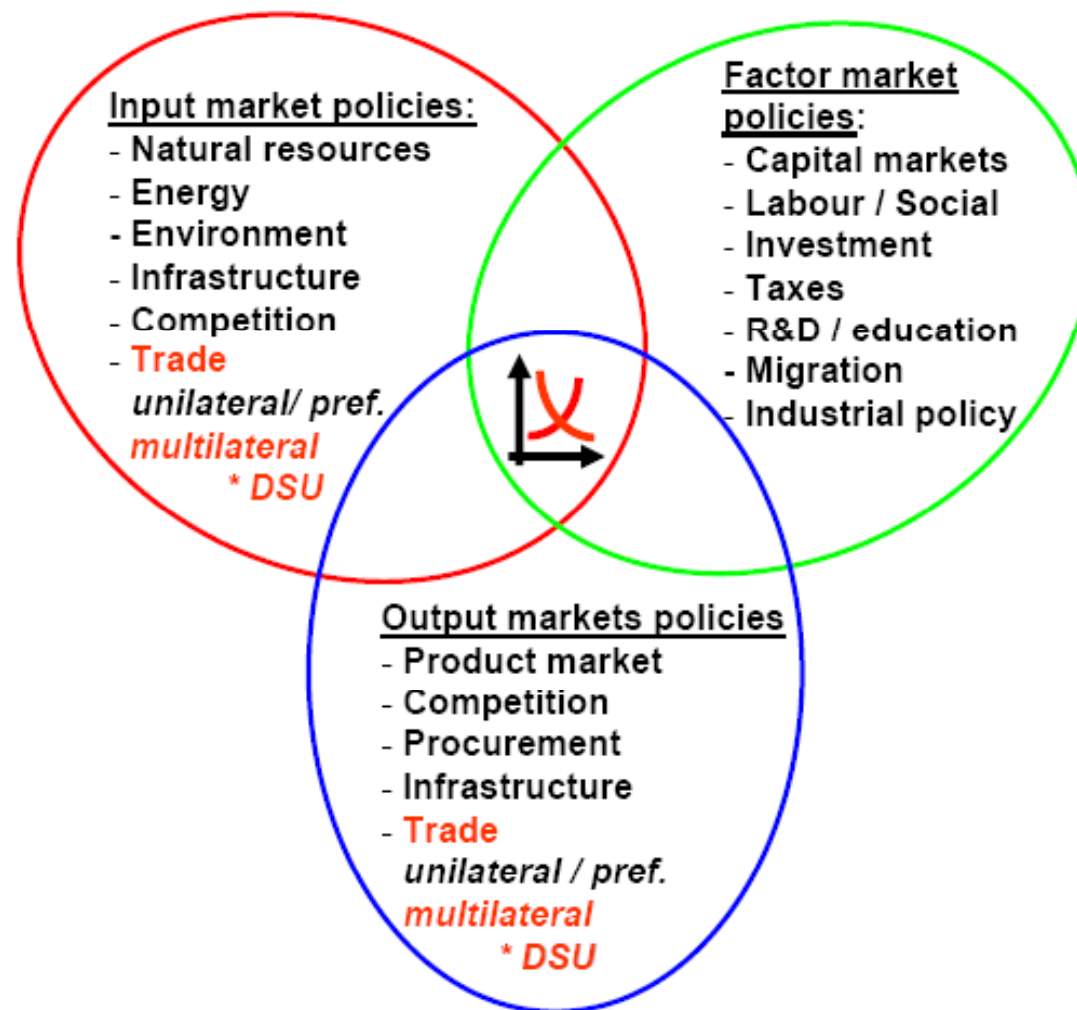 Input market policies:
- Natural resources
- Energy
- Environment
- Infrastructure
- Competition
- Trade
unilateral/ pref.
multilateral
* DSU
Factor market
policies:
- Capital markets
- Labour / Social
- Investment
- Taxes
- R&D / education
- Migration
- Industrial policy
Output markets policies
- Product market
- Competition
- Procurement
- Infrastructure
- Trade
unilateral / pref.
multilateral
* DSU